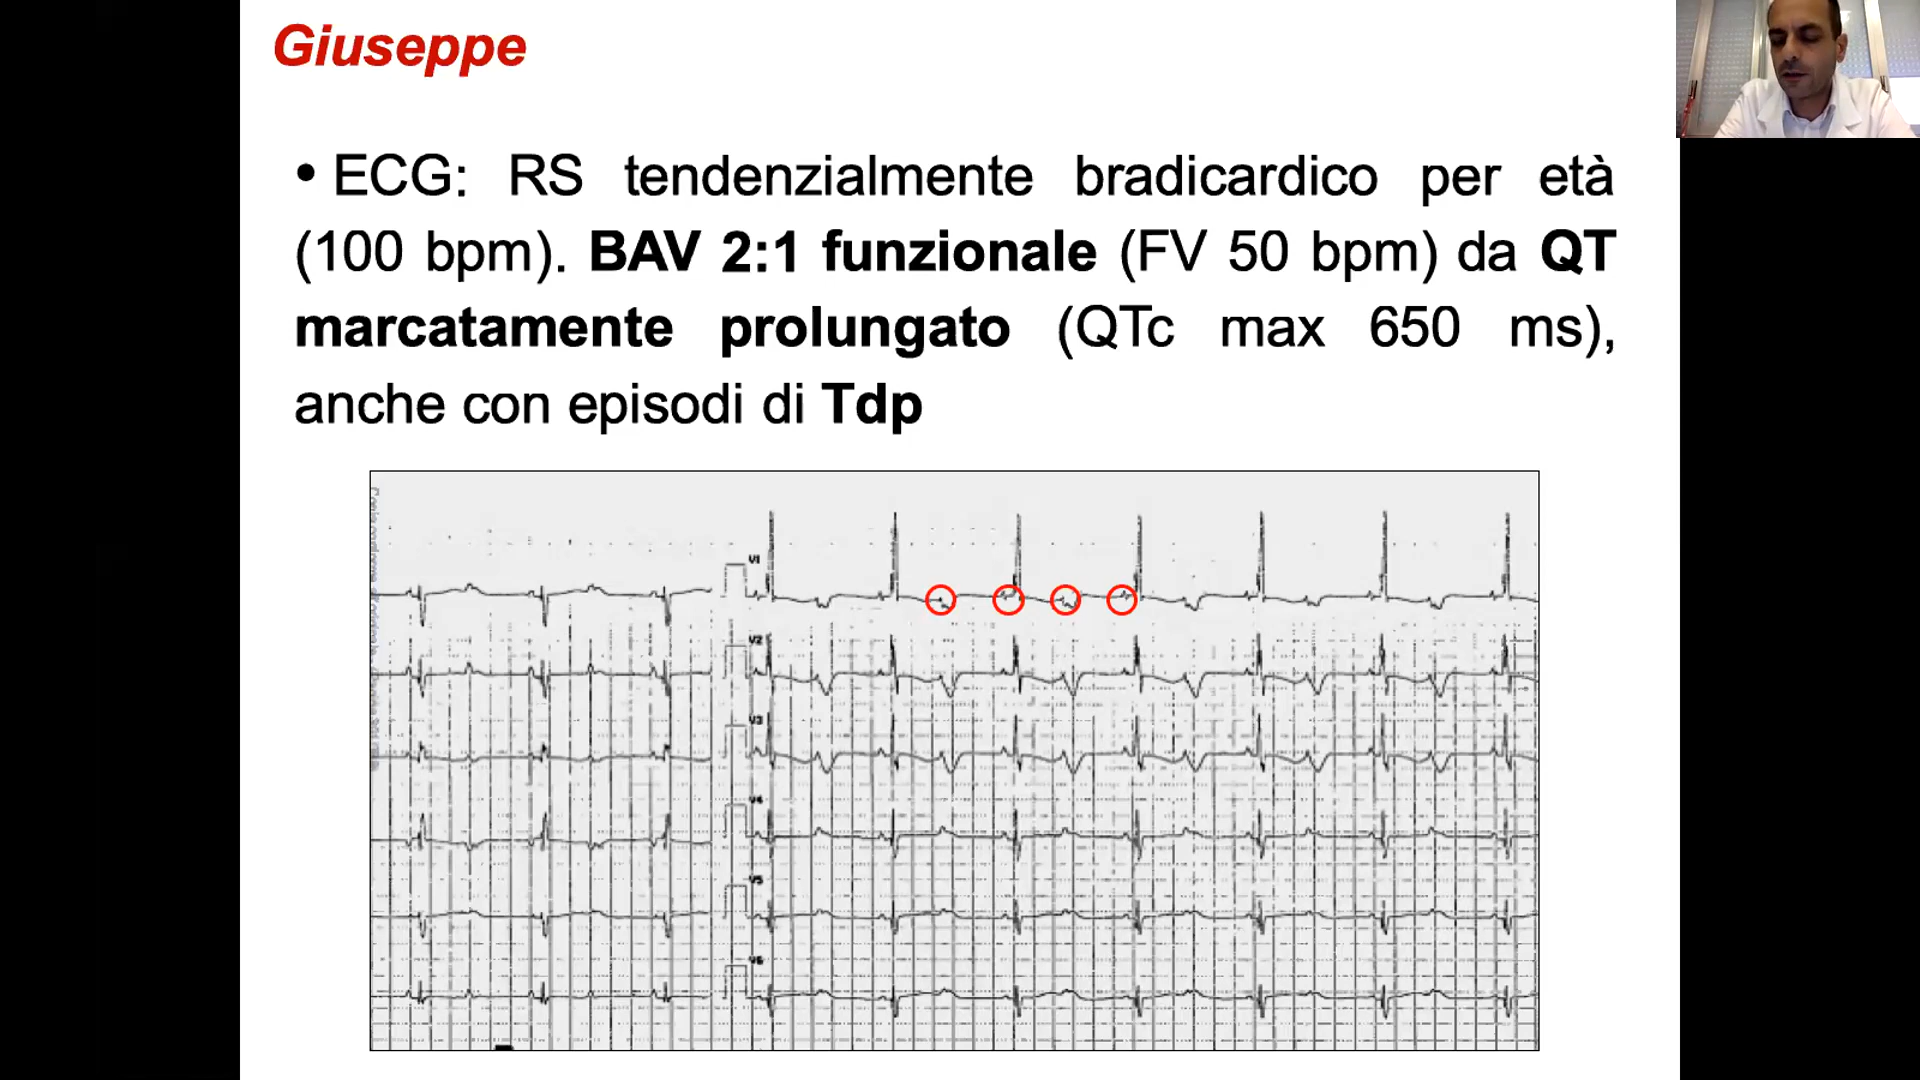 Giuseppe
• ECG: RS tendenzialmente bradicardico per età
(100 bpm). BAV 2:1 funzionale (FV 50 bpm) da QT
marcatamente prolungato (QTc max 650 ms),
anche con episodi di Tdp
V1
V2
V3
V4
V5
V6